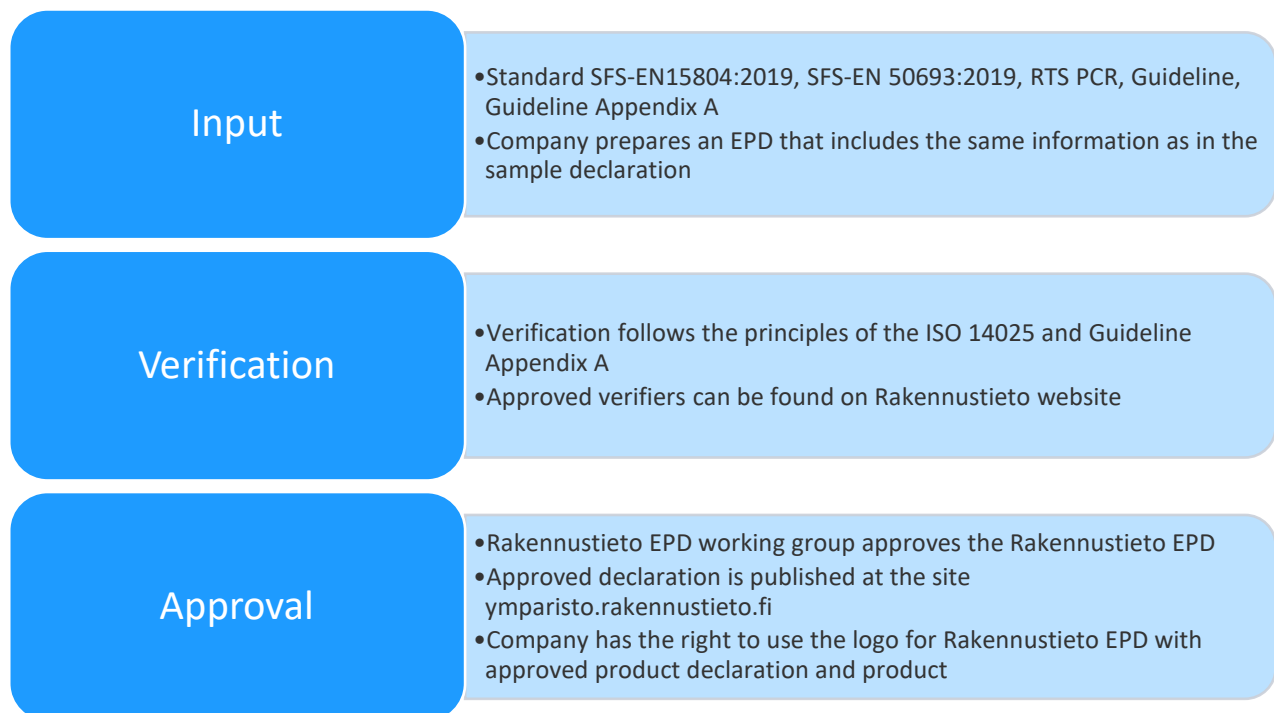 Input
•Standard SFS-EN15804:2019, SFS-EN 50693:2019, RTS PCR, Guideline,
Guideline Appendix A
•Company prepares an EPD that includes the same information as in the
sample declaration
Verification
•Verification follows the principles of the ISO 14025 and Guideline
Appendix A
•Approved verifiers can be found on Rakennustieto website
Approval
•Rakennustieto EPD working group approves the Rakennustieto EPD
•Approved declaration is published at the site
ymparisto.rakennustieto.fi
•Company has the right to use the logo for Rakennustieto EPD with
approved product declaration and product